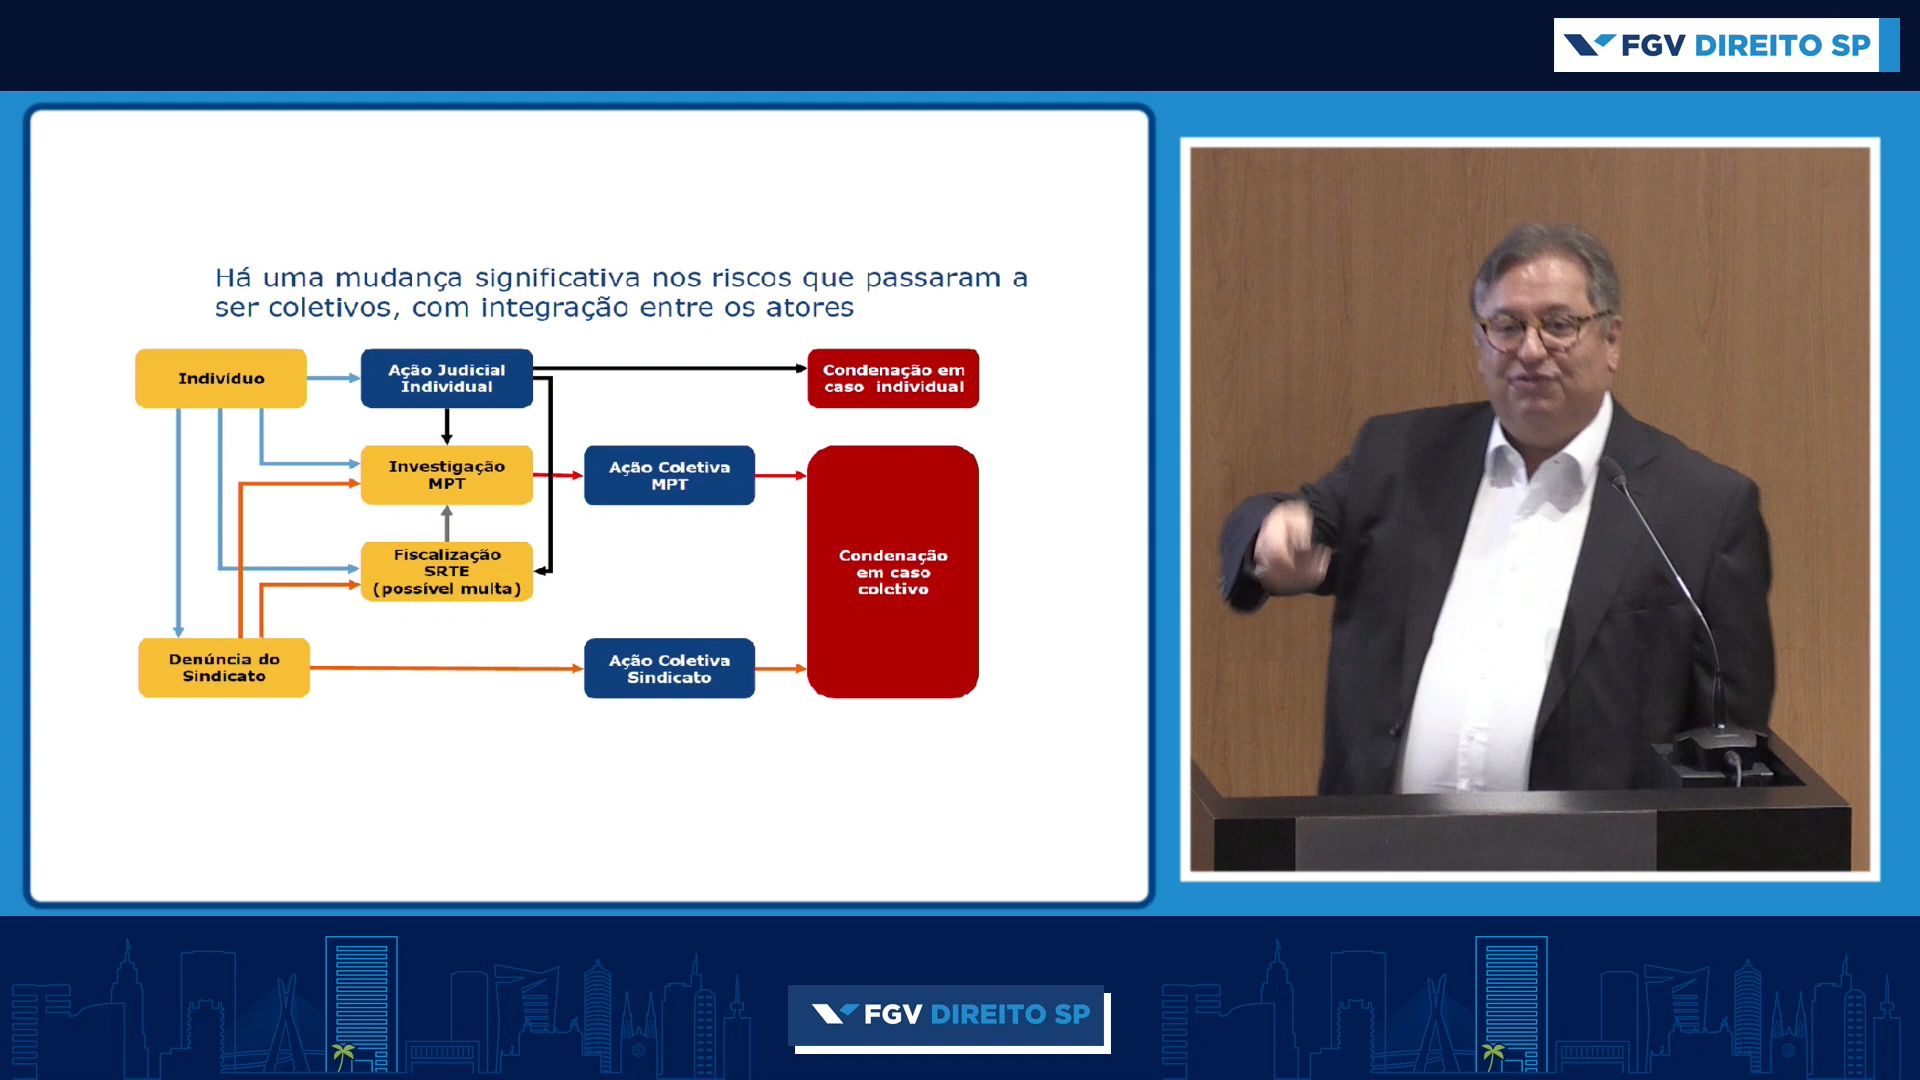 FGV DIREITO SP
Há uma mudança significativa nos riscos que passaram a
ser coletivos, com integração entre os atores
Indivíduo
Ação Judicial
Individual
Condenação em
caso individual
Investigação
MPT
Ação Coletiva
MPT
Fiscalização
SRTE
(possível multa)
Condenação
em caso
coletivo
Denúncia do
Sindicato
Ação Coletiva
Sindicato
FGV DIREITO SP